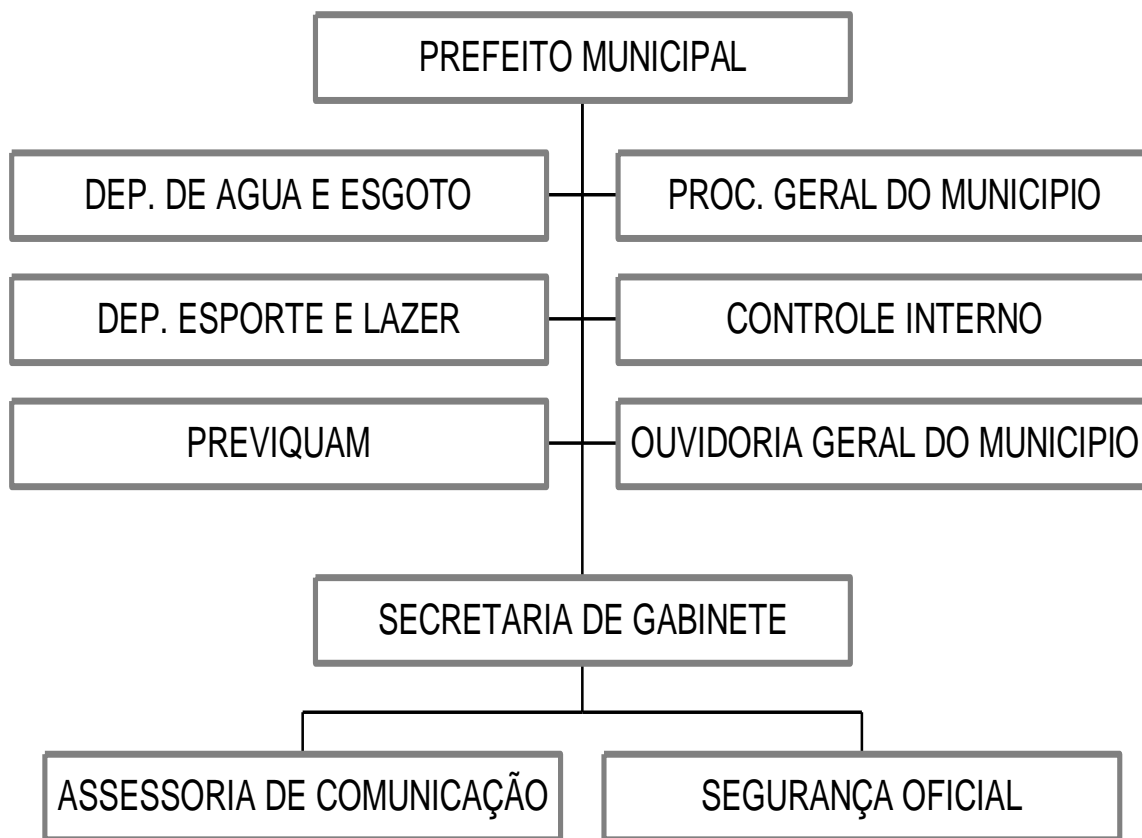 PREFEITO MUNICIPAL
DEP. DE AGUA E ESGOTO
PROC. GERAL DO MUNICIPIO
DEP. ESPORTE E LAZER
CONTROLE INTERNO
PREVIQUAM
OUVIDORIA GERAL DO MUNICIPIO
SECRETARIA DE GABINETE
ASSESSORIA DE COMUNICAÇÃO
SEGURANÇA OFICIAL